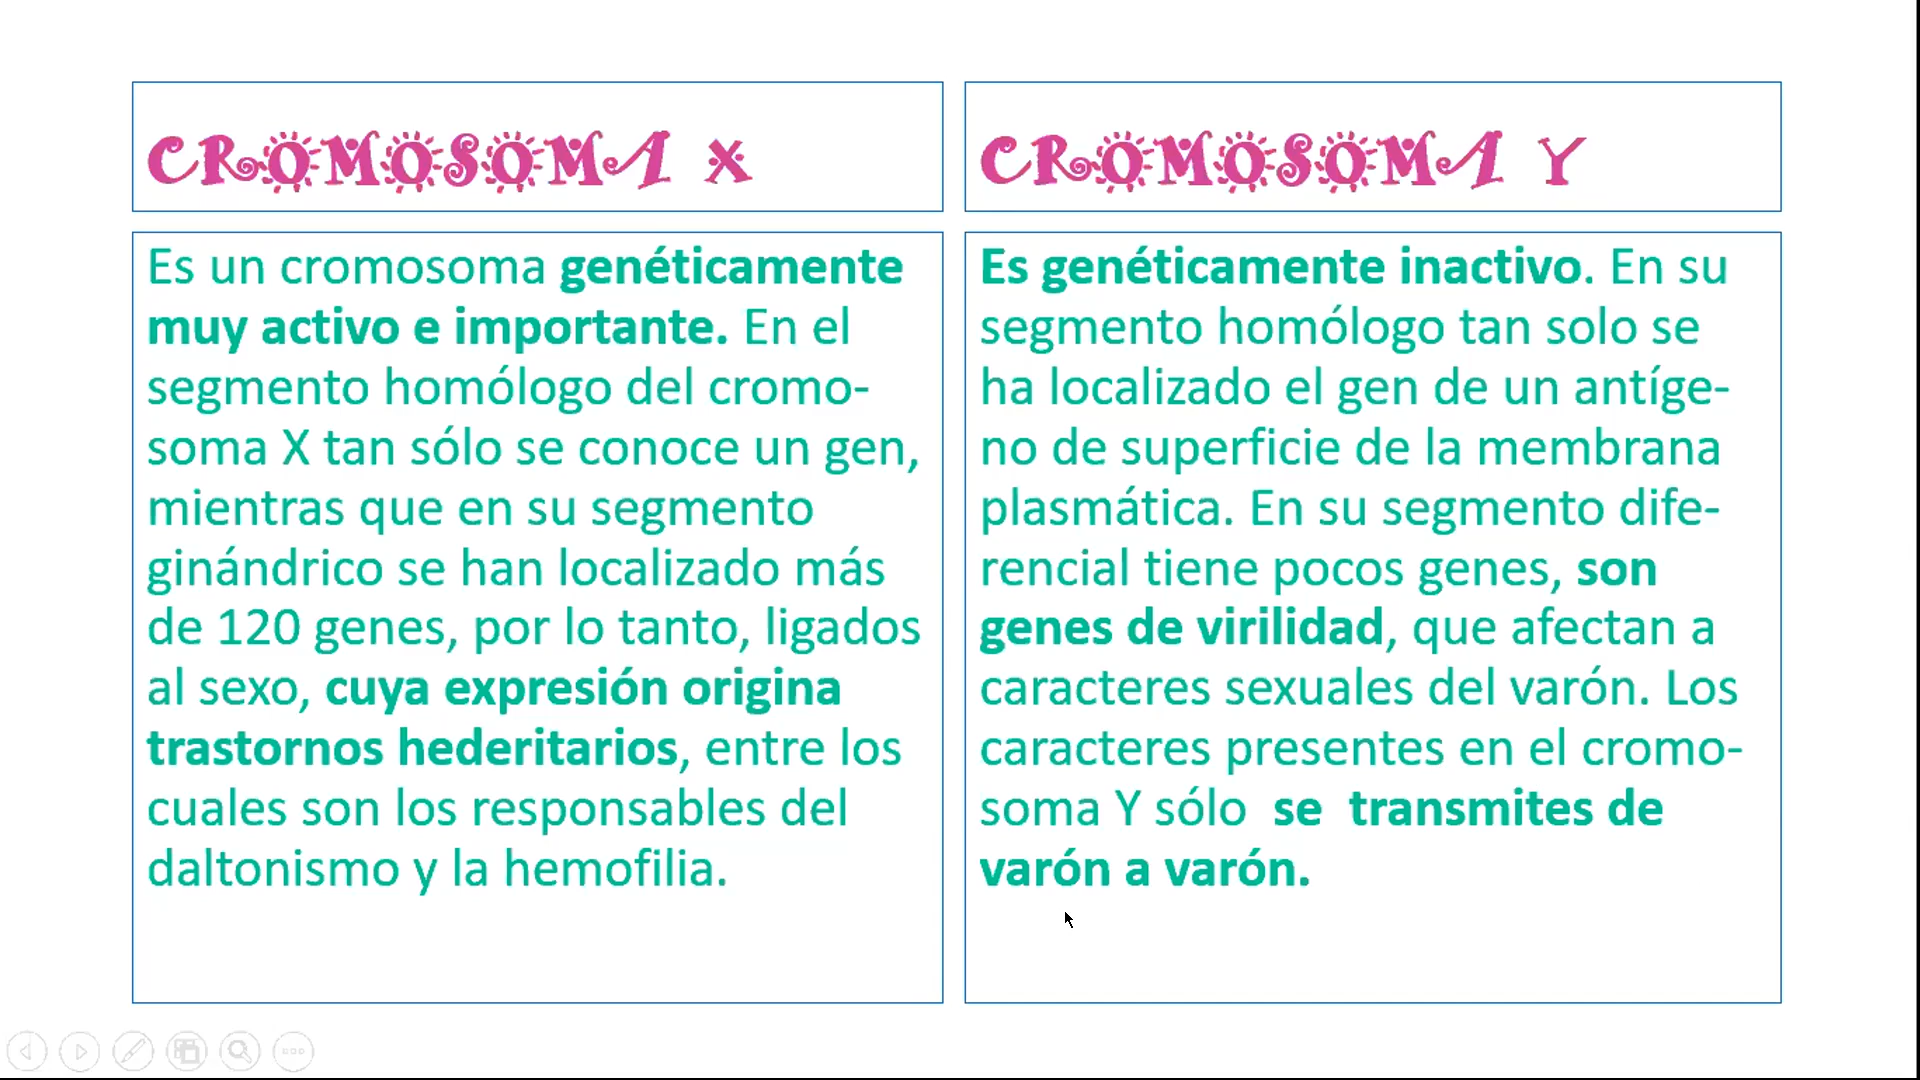 CROMOSOMA X
Es un cromosoma genéticamente
muy activo e importante. En el
segmento homólogo del cromo-
soma X tan sólo se conoce un gen,
mientras que en su segmento
ginándrico se han localizado más
de 120 genes, por lo tanto, ligados
al sexo, cuya expresión origina
trastornos hederitarios, entre los
cuales son los responsables del
daltonismo y la hemofilia.
CROMOSOMA Y
Es genéticamente inactivo. En su
segmento homólogo tan solo se
ha localizado el gen de un antíge-
no de superficie de la membrana
plasmática. En su segmento dife-
rencial tiene pocos genes, son
genes de virilidad, que afectan a
caracteres sexuales del varón. Los
caracteres presentes en el cromo-
soma Y sólo  se  transmites de
varón a varón.